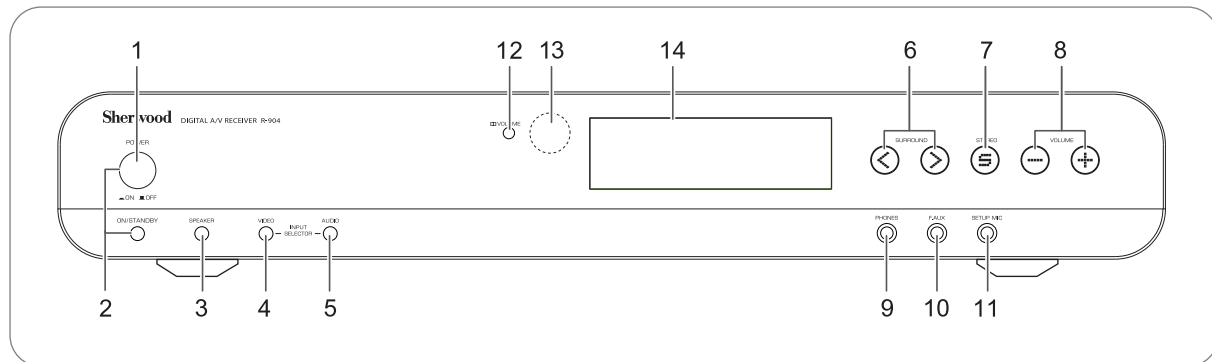 1
12
13
14
6
7
8
Sherwood DIGITAL A/V RECEIVER R-904
VOLUME
POWER
SURROUND
STEREO
VOLUME
ON OFF
ON/STANDBY
SPEAKER
VIDEO
INPUT
SELECTOR
AUDIO
PHONES
F.AUX
SETUP MIC
2
3
4
5
9
10
11